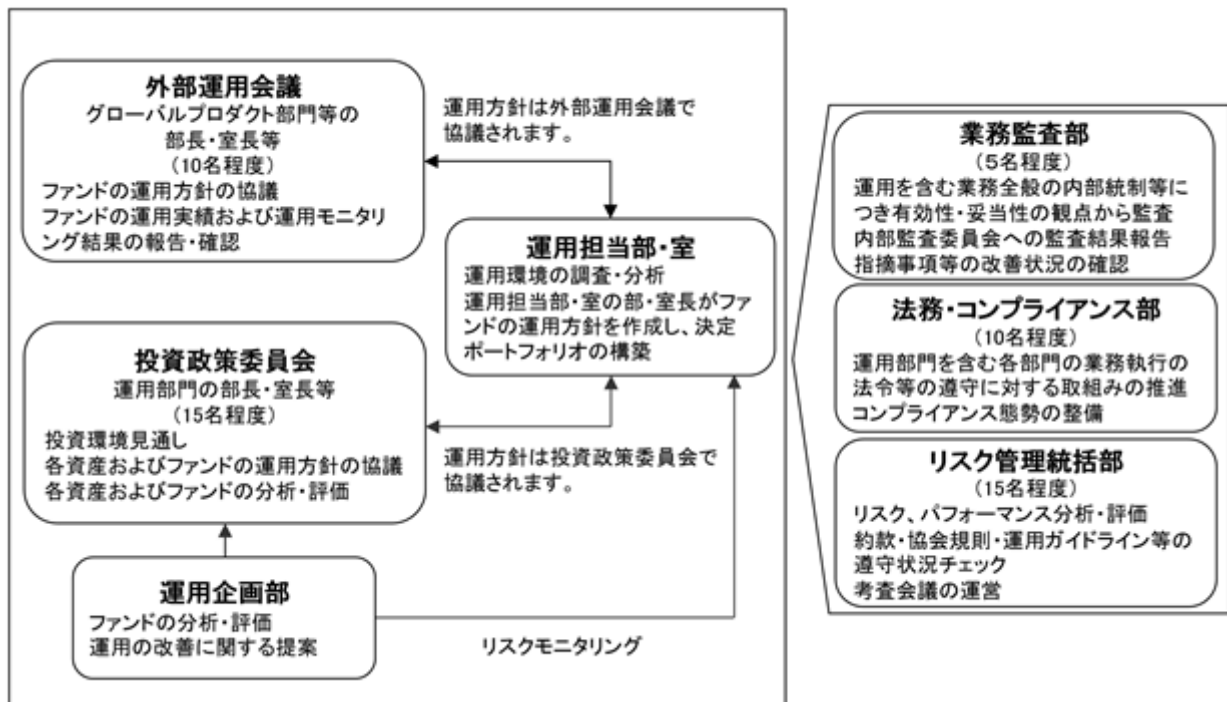 外部運用会議
グローバルプロダクト部門等の
部長・室長等
(10名程度)
ファンドの運用方針の協議
ファンドの運用実績および運用モニタリ
ング結果の報告・確認
運用方針は外部運用会議で
協議されます。
運用担当部・室
運用環境の調査・分析
運用担当部・室の部・室長がファ
ンドの運用方針を作成し、決定
ポートフォリオの構築
投資政策委員会
運用部門の部長・室長等
(15名程度)
投資環境見通し
各資産およびファンドの運用方針の協議
各資産およびファンドの分析・評価
運用方針は投資政策委員会で
協議されます。
運用企画部
ファンドの分析・評価
運用の改善に関する提案
リスクモニタリング
業務監査部
(5名程度)
運用を含む業務全般の内部統制等に
つき有効性・妥当性の観点から監査
内部監査委員会への監査結果報告
指摘事項等の改善状況の確認
法務・コンプライアンス部
(10名程度)
運用部門を含む各部門の業務執行の
法令等の遵守に対する取組みの推進
コンプライアンス態勢の整備
リスク管理統括部
(15名程度)
リスク、パフォーマンス分析・評価
約款・協会規則・運用ガイドライン等の
遵守状況チェック
考査会議の運営